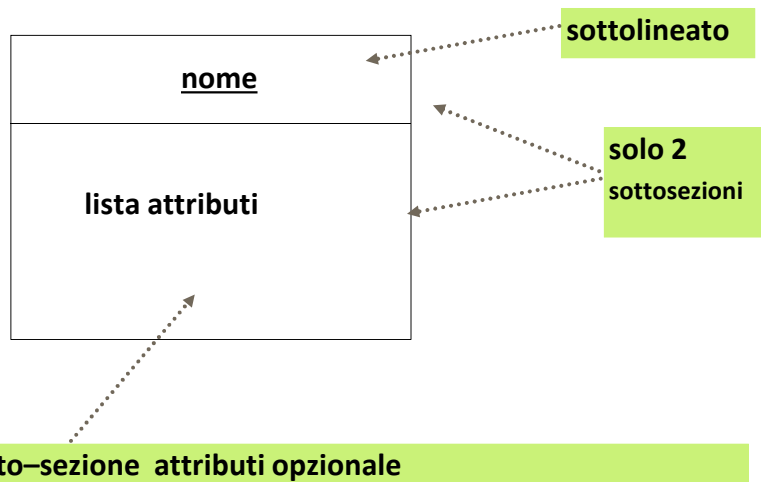 sottolineato
nome
solo 2
sottosezioni
lista attributi
to–sezione attributi opzionale